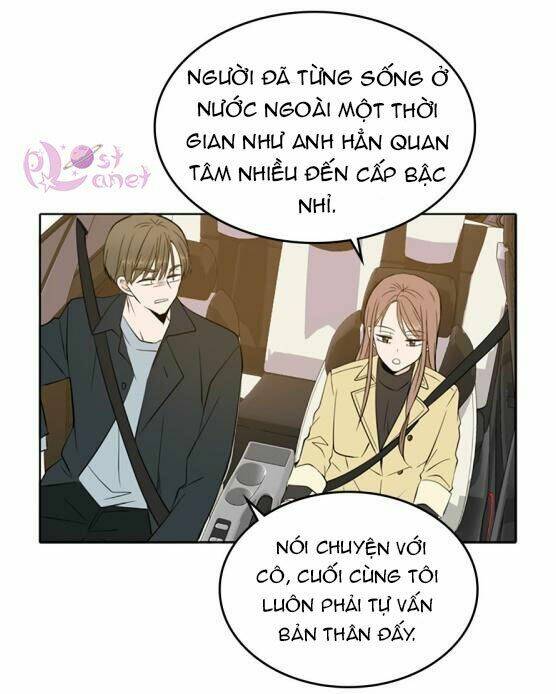 NGƯỜI ĐÃ TỪNG SỐNG Ở
NƯỚC NGOÀI MỘT THỜI
GIAN NHƯ ANH HẲN QUAN
TÂM NHIỀU ĐẾN CẤP BẬC
NHỈ.
Lost
Planet
NÓI CHUYỆN VỚI
CÔ, CUỐI CÙNG TÔI
LUÔN PHẢI TỰ VẤN
BẢN THÂN ĐẤY.